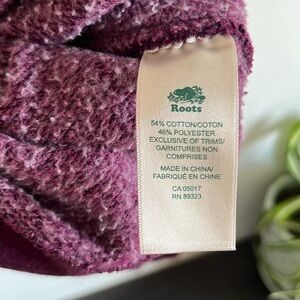 Roots
54% COTTON/COTON
46% POLYESTER
EXCLUSIVE OF TRIMS/
GARNITURES NON
COMPRISES
MADE IN CHINA/
FABRIQUÉ EN CHINE
CA 05017
RN 89323